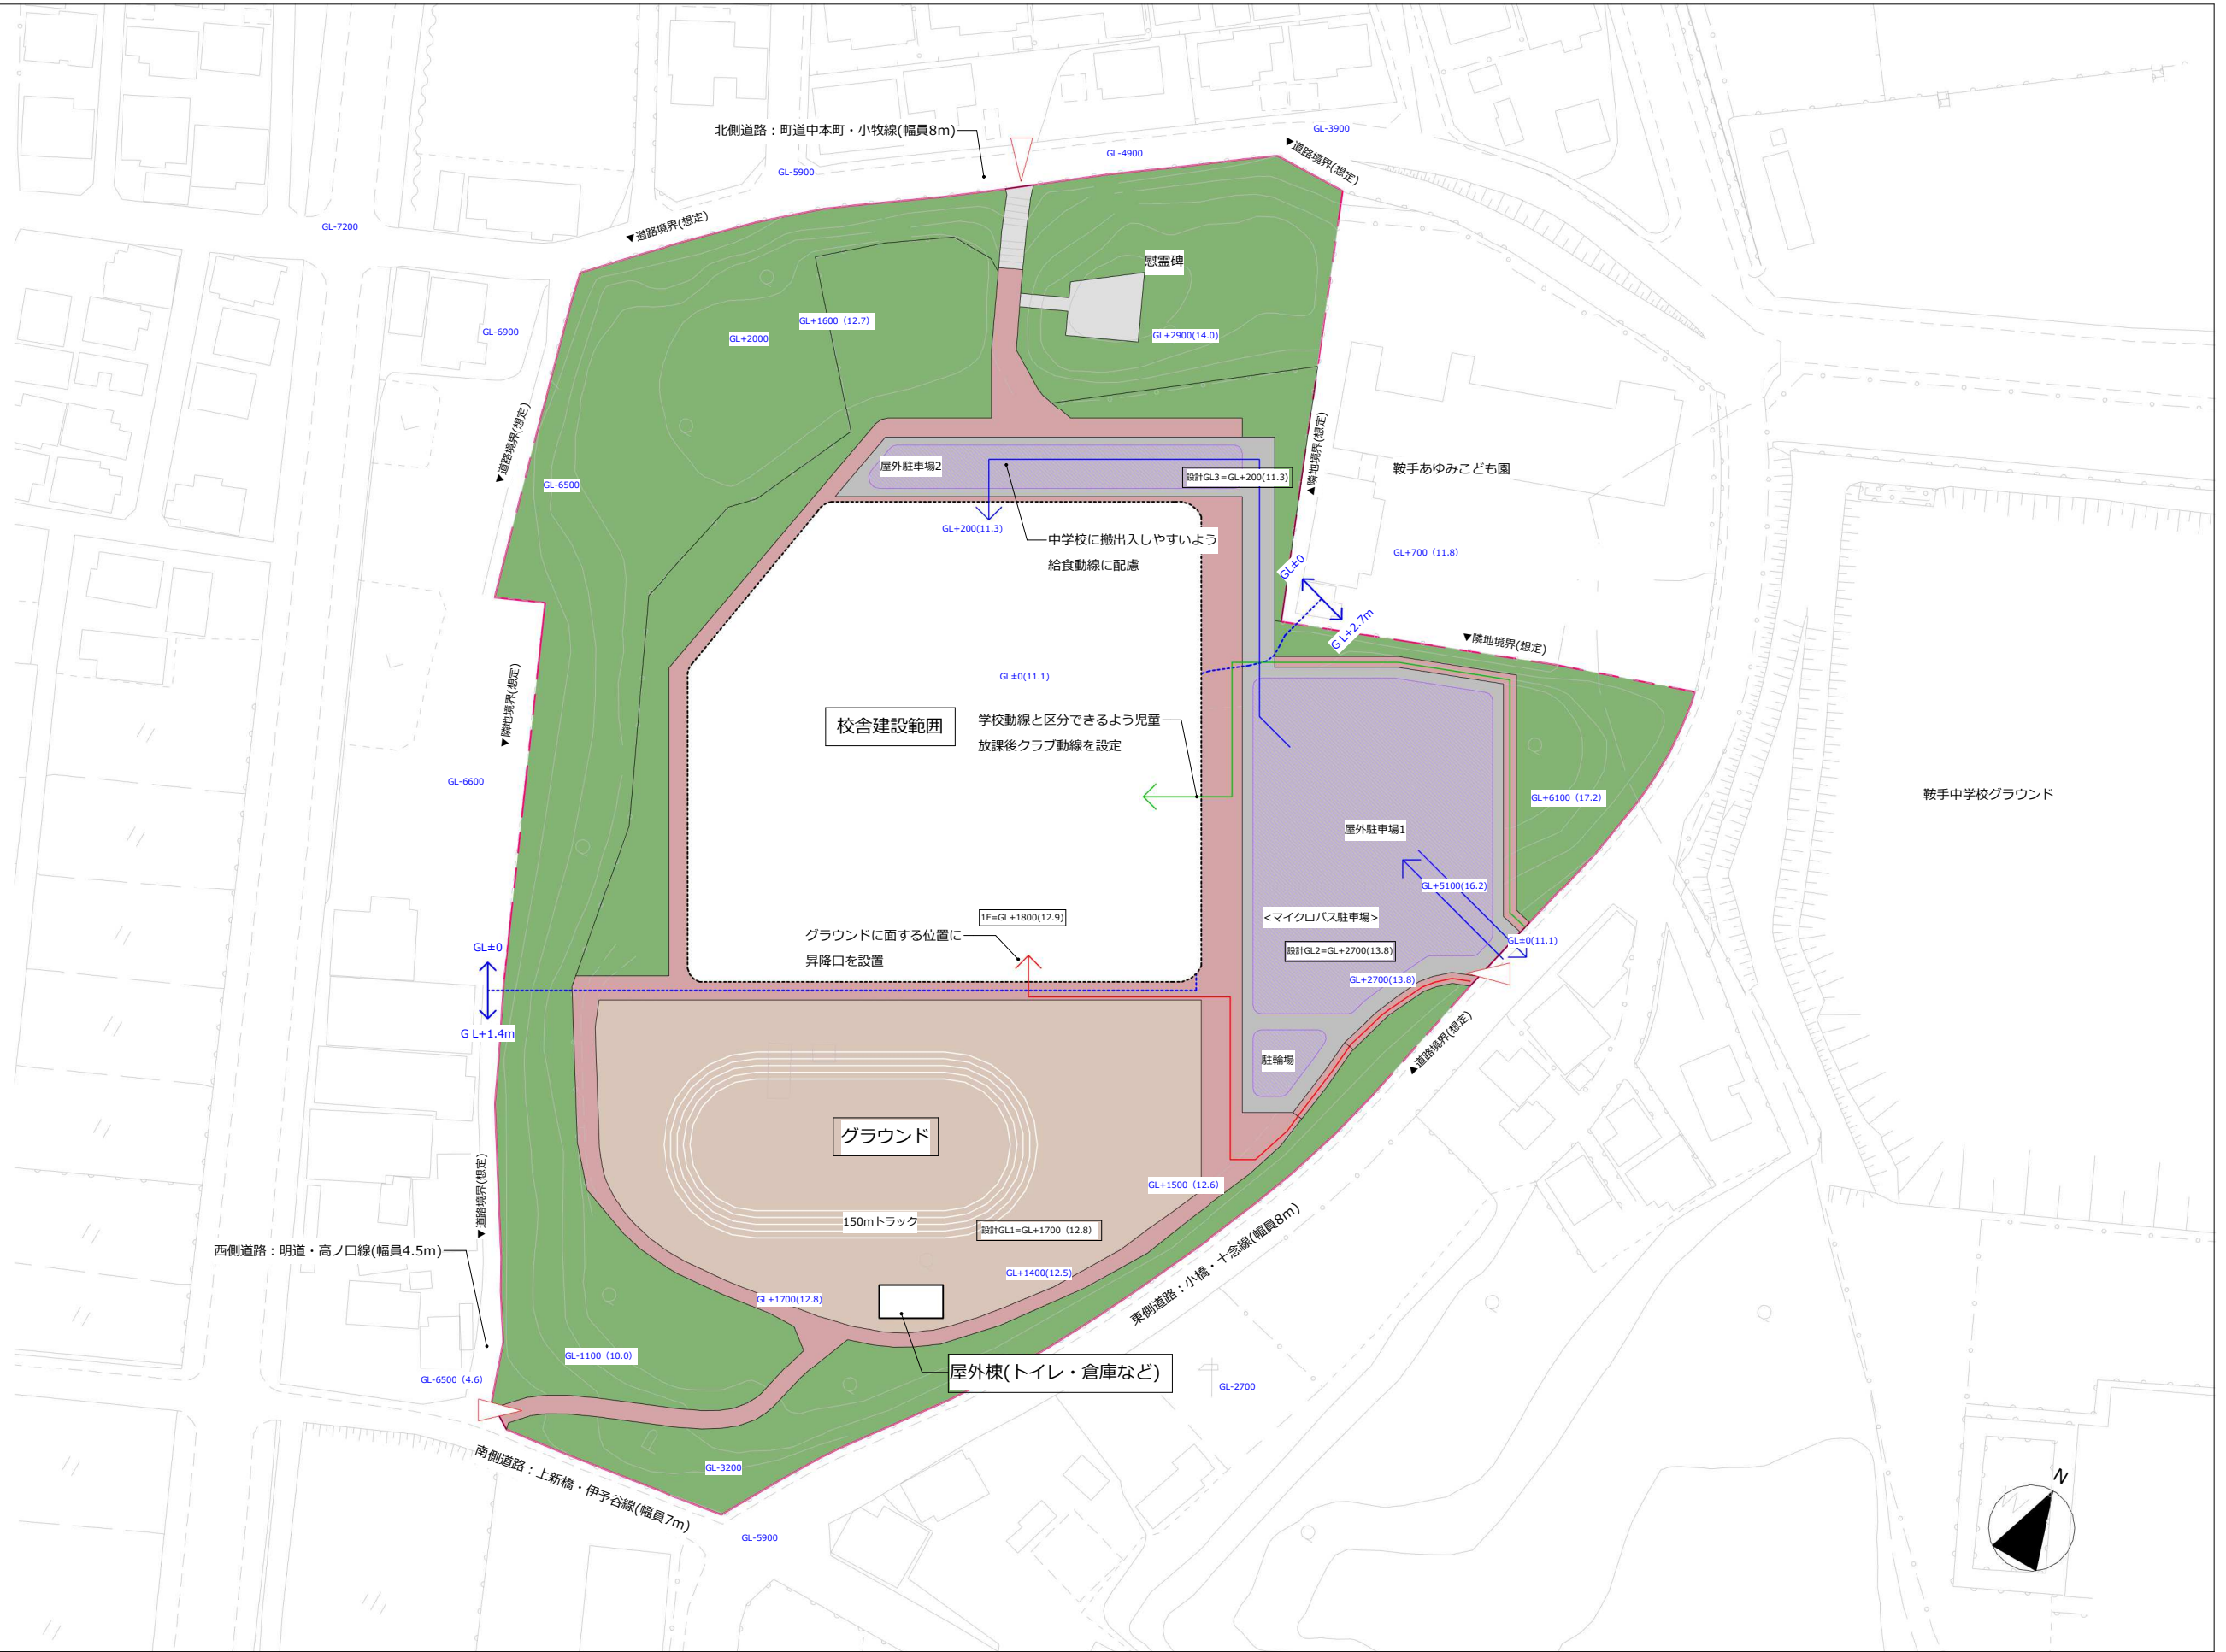 北側道路：町道中本町・小牧線(幅員8m)
GL-3900
▼道路境界(想定)
GL-4900
GL-5900
▼道路境界(想定)
GL-7200
慰霊碑
GL+1600（12.7）
GL-6900
GL+2000
GL+2900(14.0)
▼道路境界(想定)
▼隣地境界(想定)
屋外駐車場2
鞍手あゆみこども園
設計GL3=GL+200(11.3)
GL-6500
GL+200(11.3)
中学校に搬出入しやすいよう
給食動線に配慮
GL+700（11.8）
GL±0
G L+2.7m
▼隣地境界(想定)
▼隣地境界(想定)
GL±0(11.1)
校舎建設範囲
学校動線と区分できるよう児童
放課後クラブ動線を設定
GL-6600
GL+6100（17.2）
鞍手中学校グラウンド
屋外駐車場1
GL+5100(16.2)
1F=GL+1800(12.9)
<マイクロバス駐車場>
グラウンドに面する位置に
昇降口を設置
GL±0(11.1)
GL±0
設計GL2=GL+2700(13.8)
GL+2700(13.8)
G L+1.4m
▼道路境界(想定)
駐輪場
グラウンド
▼道路境界(想定)
GL+1500（12.6）
150mトラック
設計GL1=GL+1700（12.8）
西側道路：明道・高ノ口線(幅員4.5m)
東側道路：小橋・十念線(幅員8m)
GL+1400(12.5)
GL+1700(12.8)
GL-1100（10.0）
屋外棟(トイレ・倉庫など)
GL-6500（4.6）
GL-2700
南側道路：上新橋・伊予谷線(幅員7m)
GL-3200
N
GL-5900